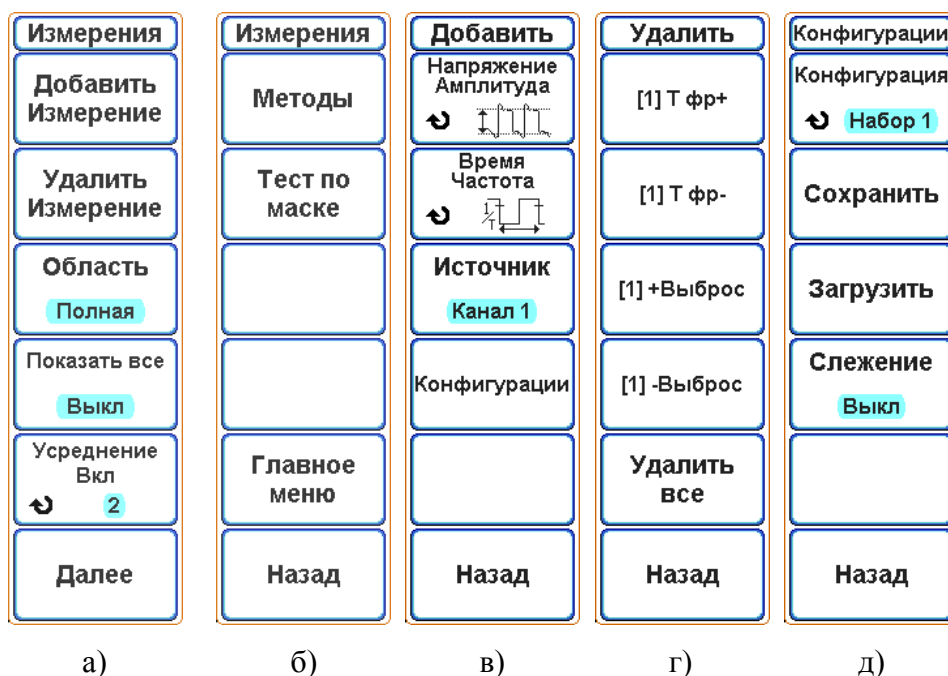 Измерения
Добавить
Измерение
Удалить
Измерение
Область
Полная
Показать все
Выкл
Усреднение
Вкл
2
Далее
а)
Измерения
Методы
Тест по
маске
Главное
меню
Назад
б)
Добавить
Напряжение
Амплитуда
Время
Частота
1/T
Источник
Канал 1
Конфигурации
Назад
в)
Удалить
[1] Т фр+
[1] Т фр-
[1] +Выброс
[1] -Выброс
Удалить
все
Назад
г)
Конфигурации
Конфигурация
Набор 1
Сохранить
Загрузить
Слежение
Выкл
Назад
д)